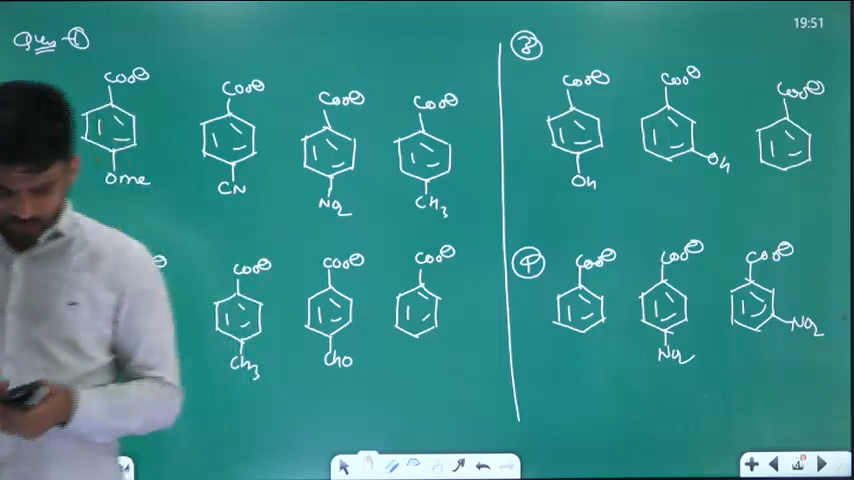 19:51
Ques-①
COO⊖ COO⊖ COO⊖ COO⊖
OMe CN NO2 CH3
COO⊖ COO⊖ COO⊖
CH3 CHO
③
COO⊖ COO⊖ COO⊖
OH OH
④
COO⊖ COO⊖ COO⊖
NO2 NO2